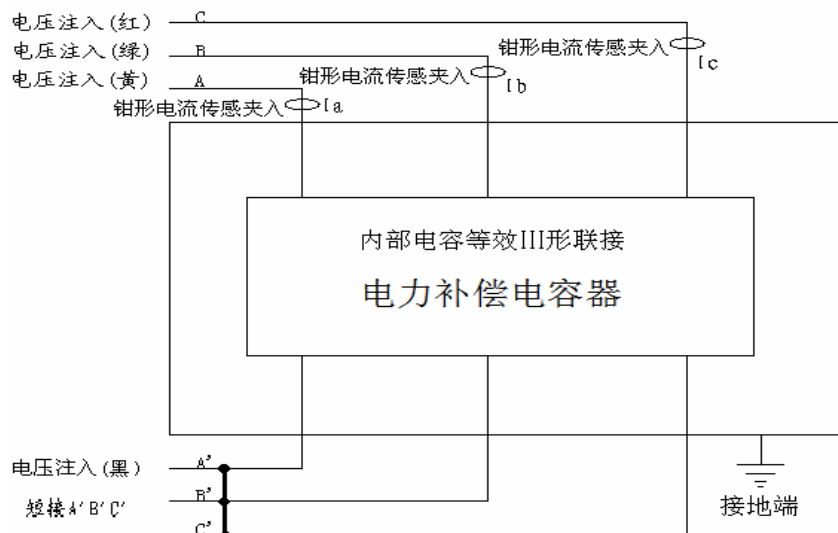 电压注入(红) C
电压注入(绿) B
钳形电流传感夹入 Ic
电压注入(黄) A
钳形电流传感夹入 Ib
钳形电流传感夹入 Ia
内部电容等效III形联接
电力补偿电容器
电压注入(黑) A'
短接A'B'C' B'
接地端
C'